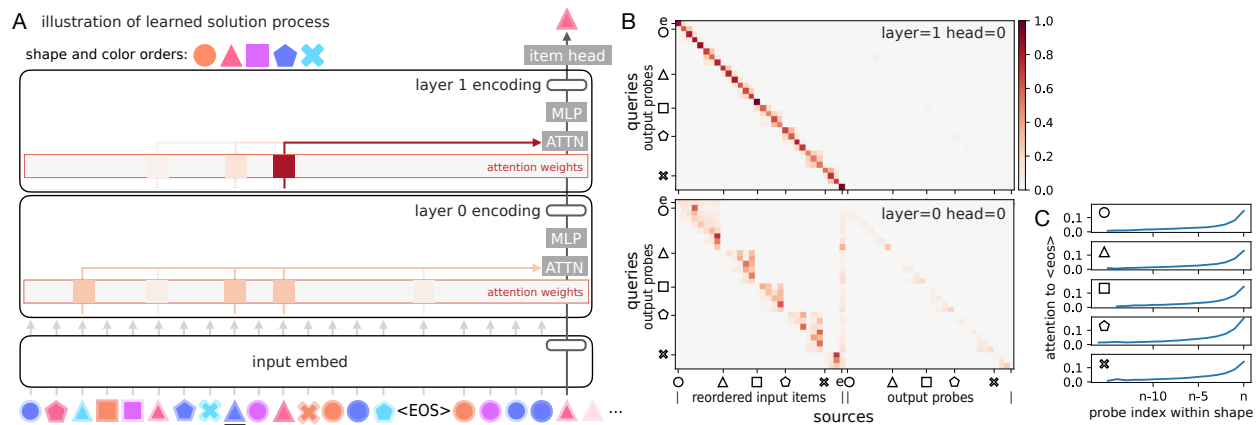 A illustration of learned solution process
shape and color orders:
item head
layer 1 encoding
MLP
ATTN
attention weights
layer 0 encoding
MLP
ATTN
attention weights
input embed
<EOS>
...
B
layer=1 head=0
queries
output probes
e
1.0
0.8
0.6
0.4
0.2
0.0
layer=0 head=0
queries
output probes
e
e
reordered input items
output probes
sources
C
attention to <eos>
0.1
0.0
0.1
0.0
0.1
0.0
0.1
0.0
0.1
0.0
n-10
n-5
n
probe index within shape